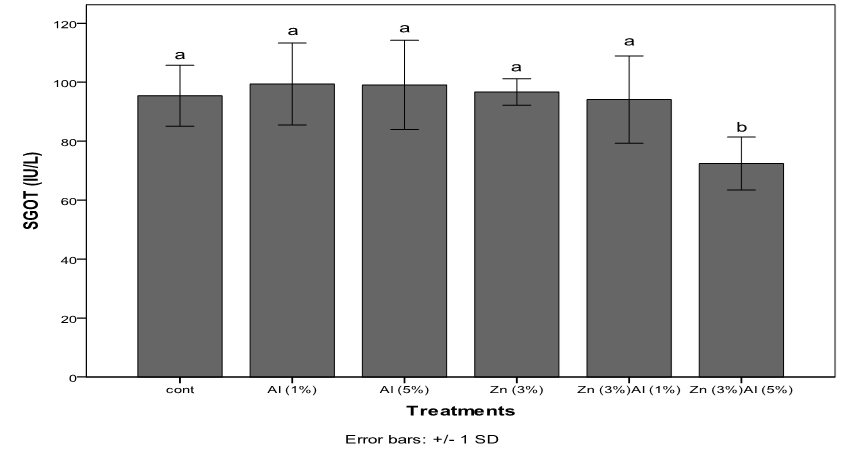 120
100
80
60
40
20
0
SGOT (IU/L)
a
a
a
a
a
b
cont
Al (1%)
Al (5%)
Zn (3%)
Zn (3%)Al (1%)
Zn (3%)Al (5%)
Treatments
Error bars: +/- 1 SD